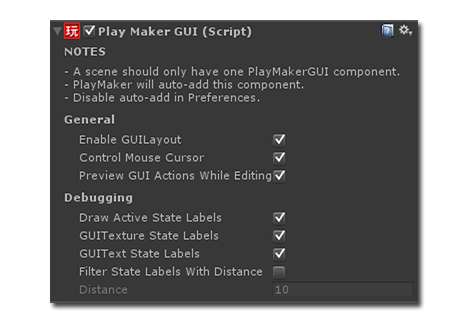 玩 Play Maker GUI (Script)
NOTES
- A scene should only have one PlayMakerGUI component.
- PlayMaker will auto-add this component.
- Disable auto-add in Preferences.
General
Enable GUILayout
Control Mouse Cursor
Preview GUI Actions While Editing
Debugging
Draw Active State Labels
GUITexture State Labels
GUIText State Labels
Filter State Labels With Distance
Distance 10